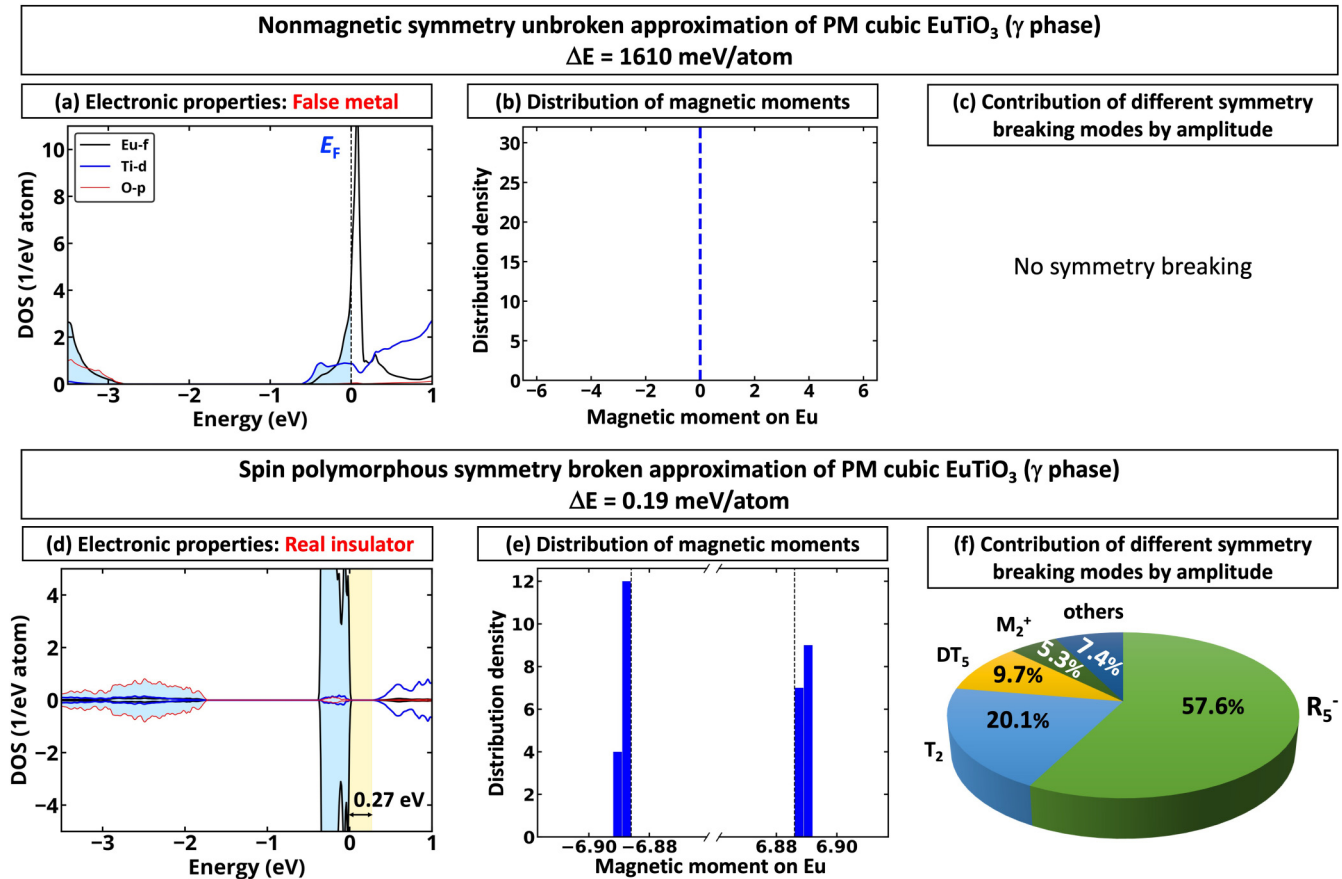 Nonmagnetic symmetry unbroken approximation of PM cubic EuTiO₃ (γ phase)
ΔE = 1610 meV/atom
(a) Electronic properties: False metal
DOS (1/eV atom)
10
8
6
4
2
0
Eu-f
Ti-d
O-p
E_F
−3
−2
−1
0
1
Energy (eV)
(b) Distribution of magnetic moments
Distribution density
30
25
20
15
10
5
0
−6
−4
−2
0
2
4
6
Magnetic moment on Eu
(c) Contribution of different symmetry
breaking modes by amplitude
No symmetry breaking
Spin polymorphous symmetry broken approximation of PM cubic EuTiO₃ (γ phase)
ΔE = 0.19 meV/atom
(d) Electronic properties: Real insulator
DOS (1/eV atom)
4
2
0
−2
−4
0.27 eV
−3
−2
−1
0
1
Energy (eV)
(e) Distribution of magnetic moments
Distribution density
12
10
8
6
4
2
0
−6.90
−6.88
6.88
6.90
Magnetic moment on Eu
(f) Contribution of different symmetry
breaking modes by amplitude
others
7.4%
M₂⁺
5.3%
DT₅
9.7%
T₂
20.1%
57.6%
R₅⁻